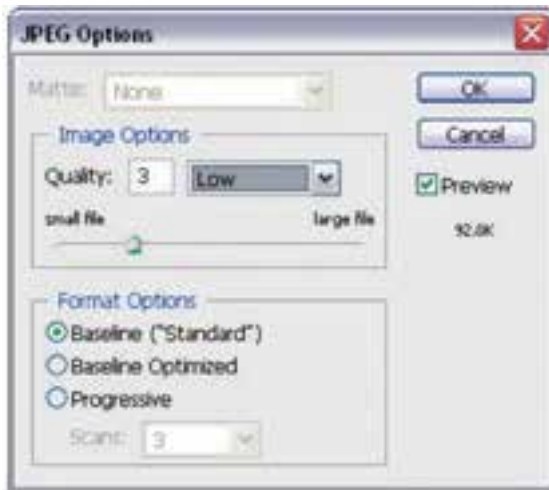 JPEG Options
Matte: None
OK
Image Options
Cancel
Quality: 3 Low
Preview
small file large file
92.8K
Format Options
Baseline ("Standard")
Baseline Optimized
Progressive
Scans: 3